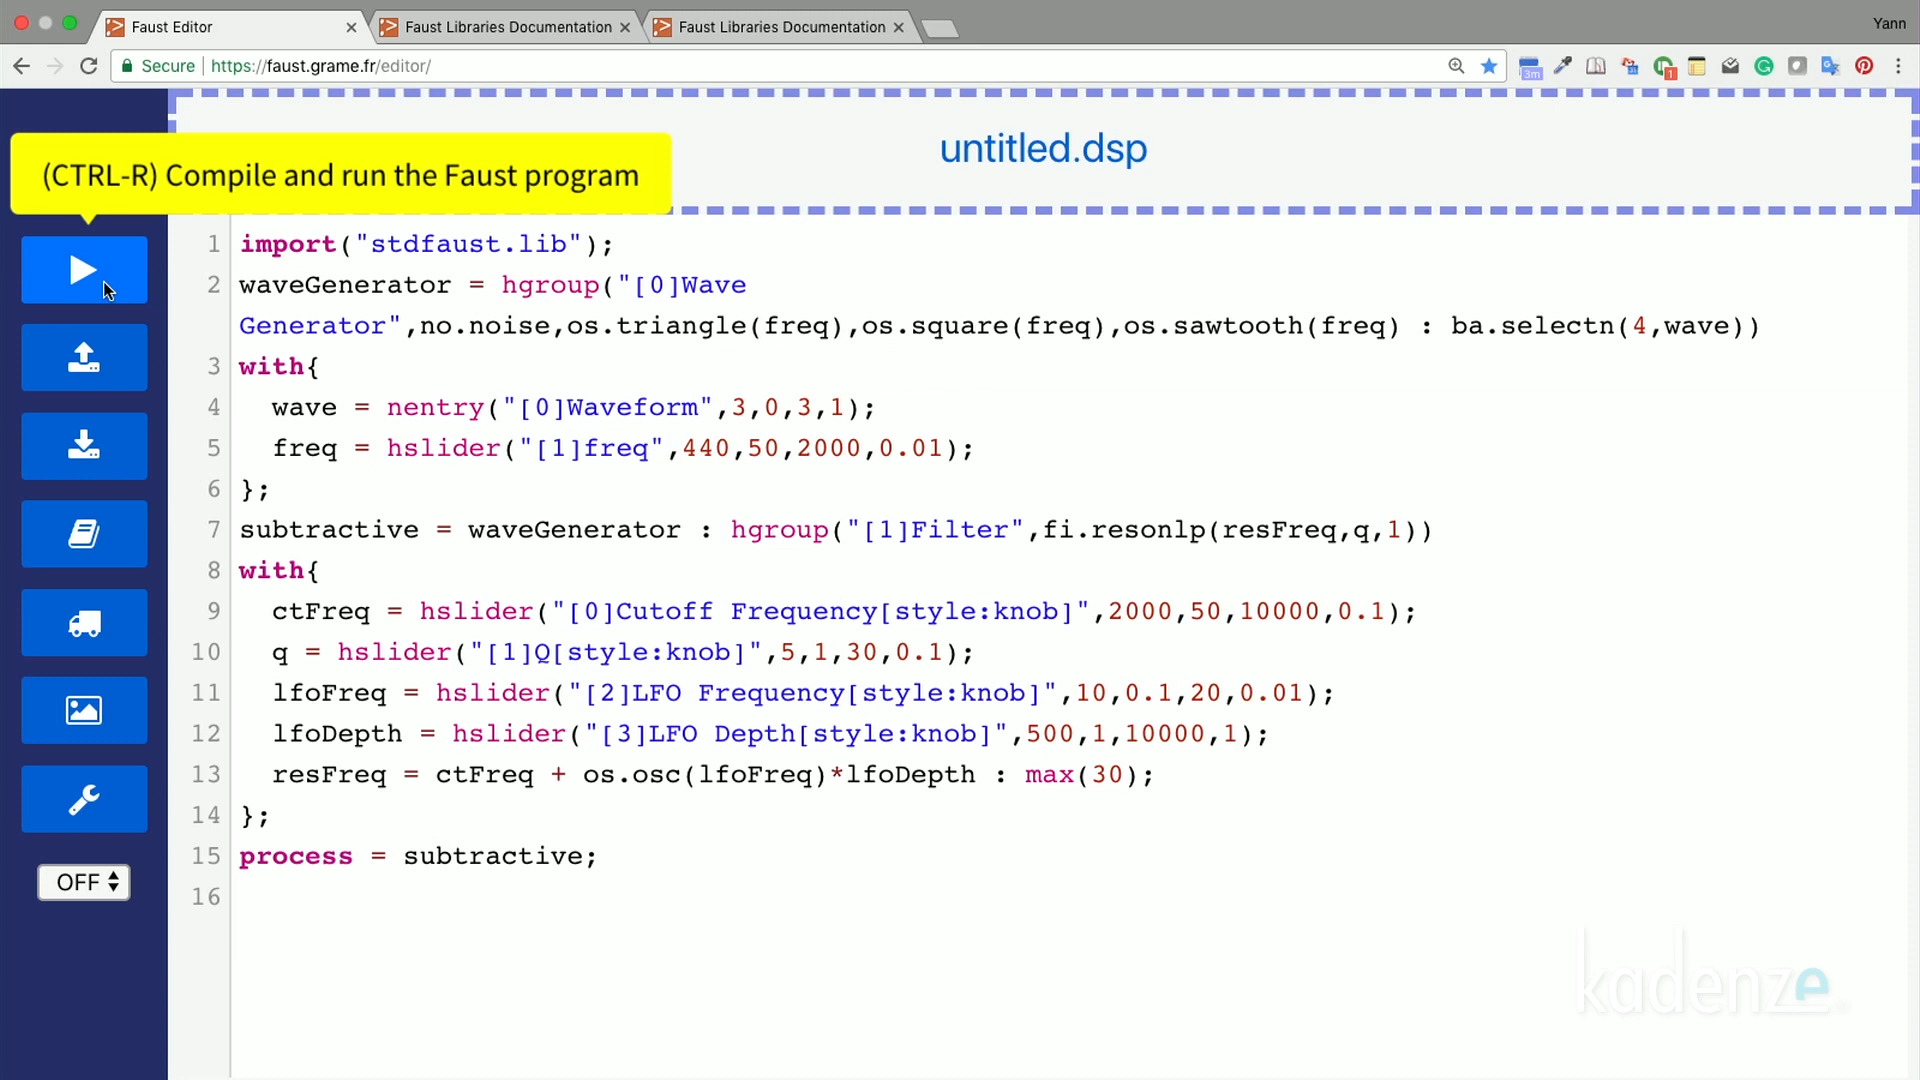 Faust Editor
Faust Libraries Documentation
Faust Libraries Documentation
Yann
Secure
https://faust.grame.fr/editor/
3m
1
(CTRL-R) Compile and run the Faust program
untitled.dsp
1 import("stdfaust.lib");
2 waveGenerator = hgroup("[0]Wave
Generator",no.noise,os.triangle(freq),os.square(freq),os.sawtooth(freq) : ba.selectn(4,wave))
3 with{
4 wave = nentry("[0]Waveform",3,0,3,1);
5 freq = hslider("[1]freq",440,50,2000,0.01);
6 };
7 subtractive = waveGenerator : hgroup("[1]Filter",fi.resonlp(resFreq,q,1))
8 with{
9 ctFreq = hslider("[0]Cutoff Frequency[style:knob]",2000,50,10000,0.1);
10 q = hslider("[1]Q[style:knob]",5,1,30,0.1);
11 lfoFreq = hslider("[2]LFO Frequency[style:knob]",10,0.1,20,0.01);
12 lfoDepth = hslider("[3]LFO Depth[style:knob]",500,1,10000,1);
13 resFreq = ctFreq + os.osc(lfoFreq)*lfoDepth : max(30);
14 };
15 process = subtractive;
16
OFF
kadenze